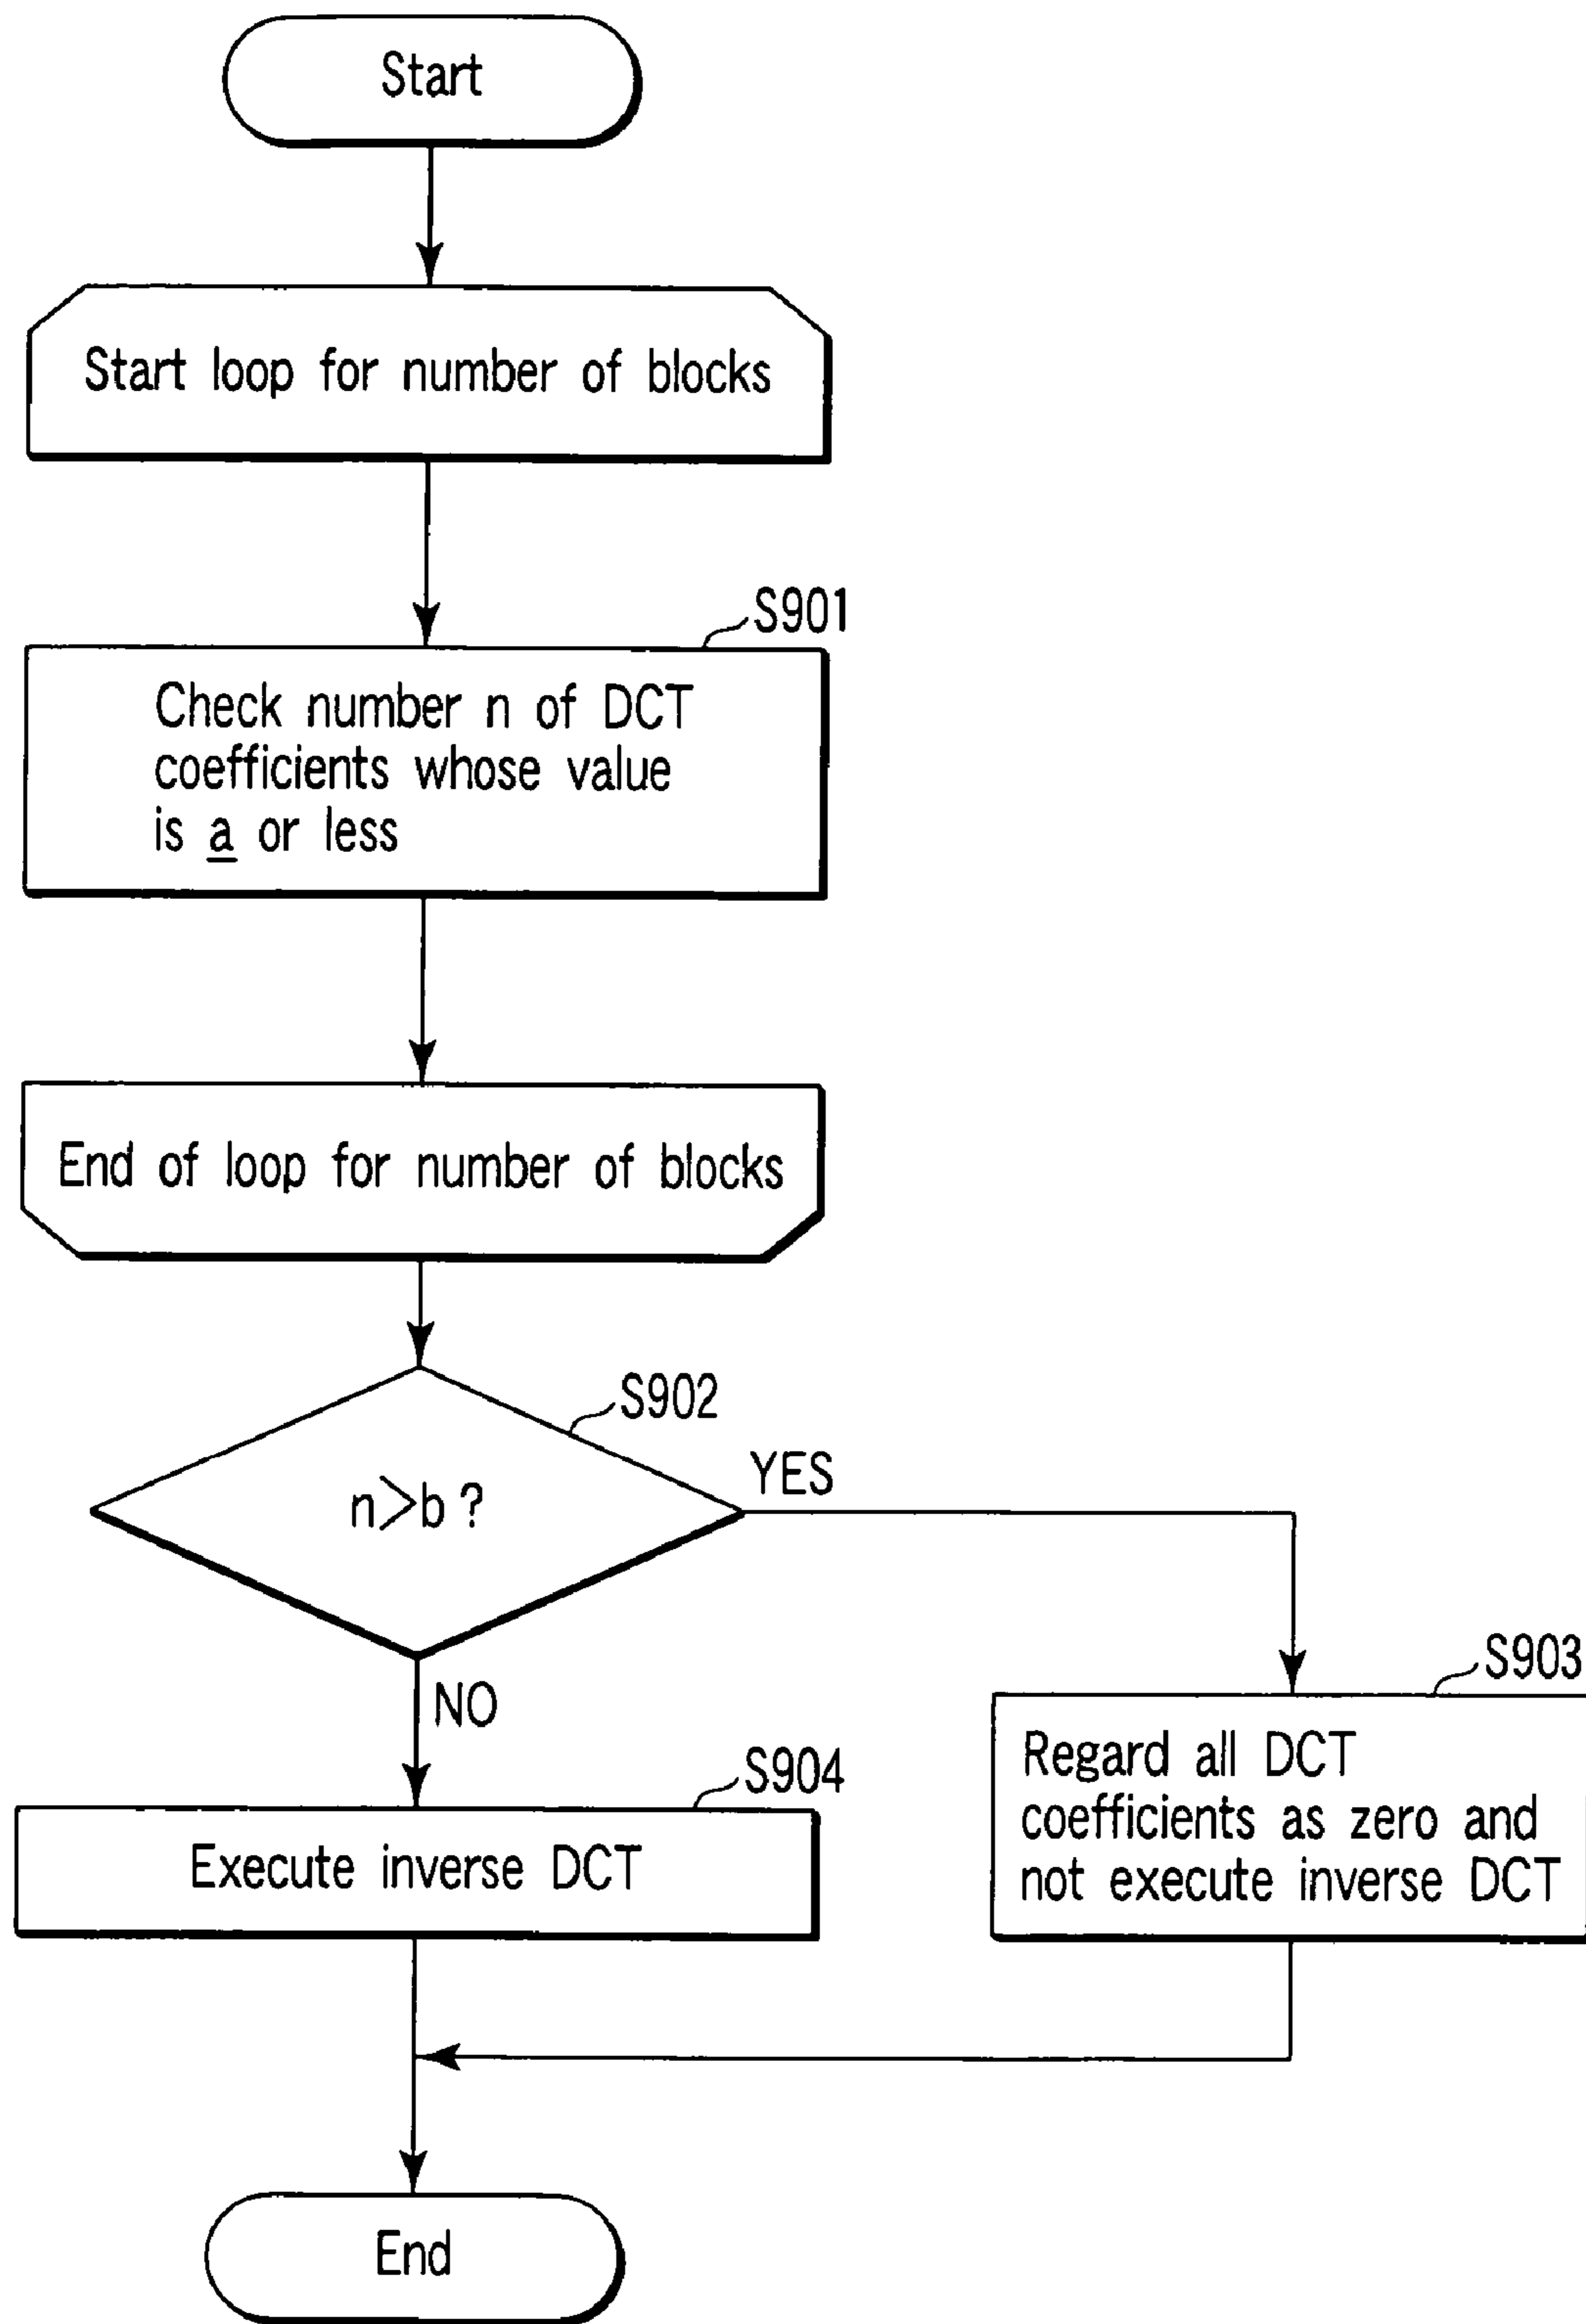 Start
Start loop for number of blocks
S901
Check number n of DCT
coefficients whose value
is a or less
End of loop for number of blocks
S902
n>b ?
YES
NO
S903
Regard all DCT
coefficients as zero and
not execute inverse DCT
S904
Execute inverse DCT
End